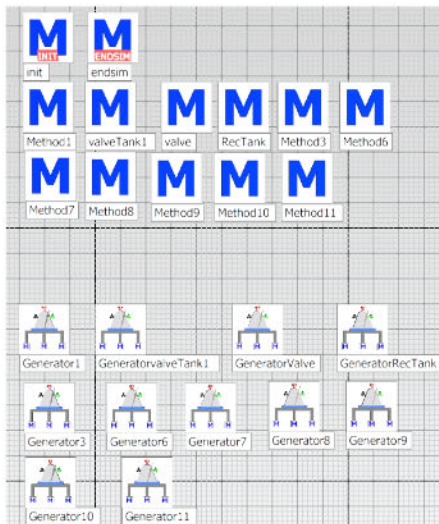 M M
INIT ENDSIM
init endsim
M M M M M M
Method1 valveTank1 valve RecTank Method3 Method6
M M M M M
Method7 Method8 Method9 Method10 Method11
Generator1 GeneratorvalveTank1 GeneratorValve GeneratorRecTank
Generator3 Generator6 Generator7 Generator8 Generator9
Generator10 Generator11